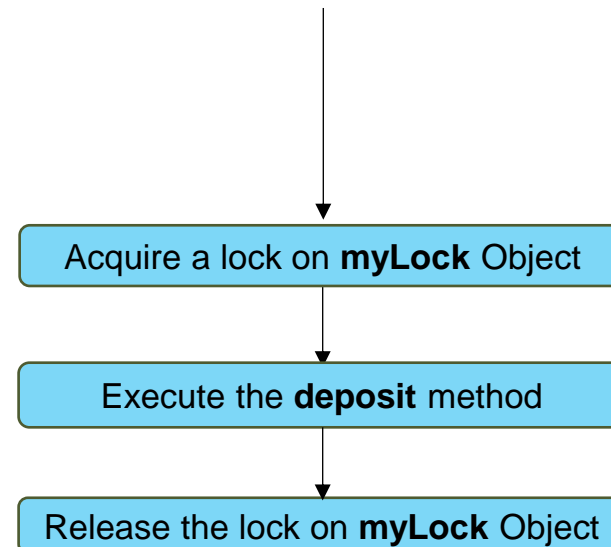 Acquire a lock on myLock Object
Execute the deposit method
Release the lock on myLock Object